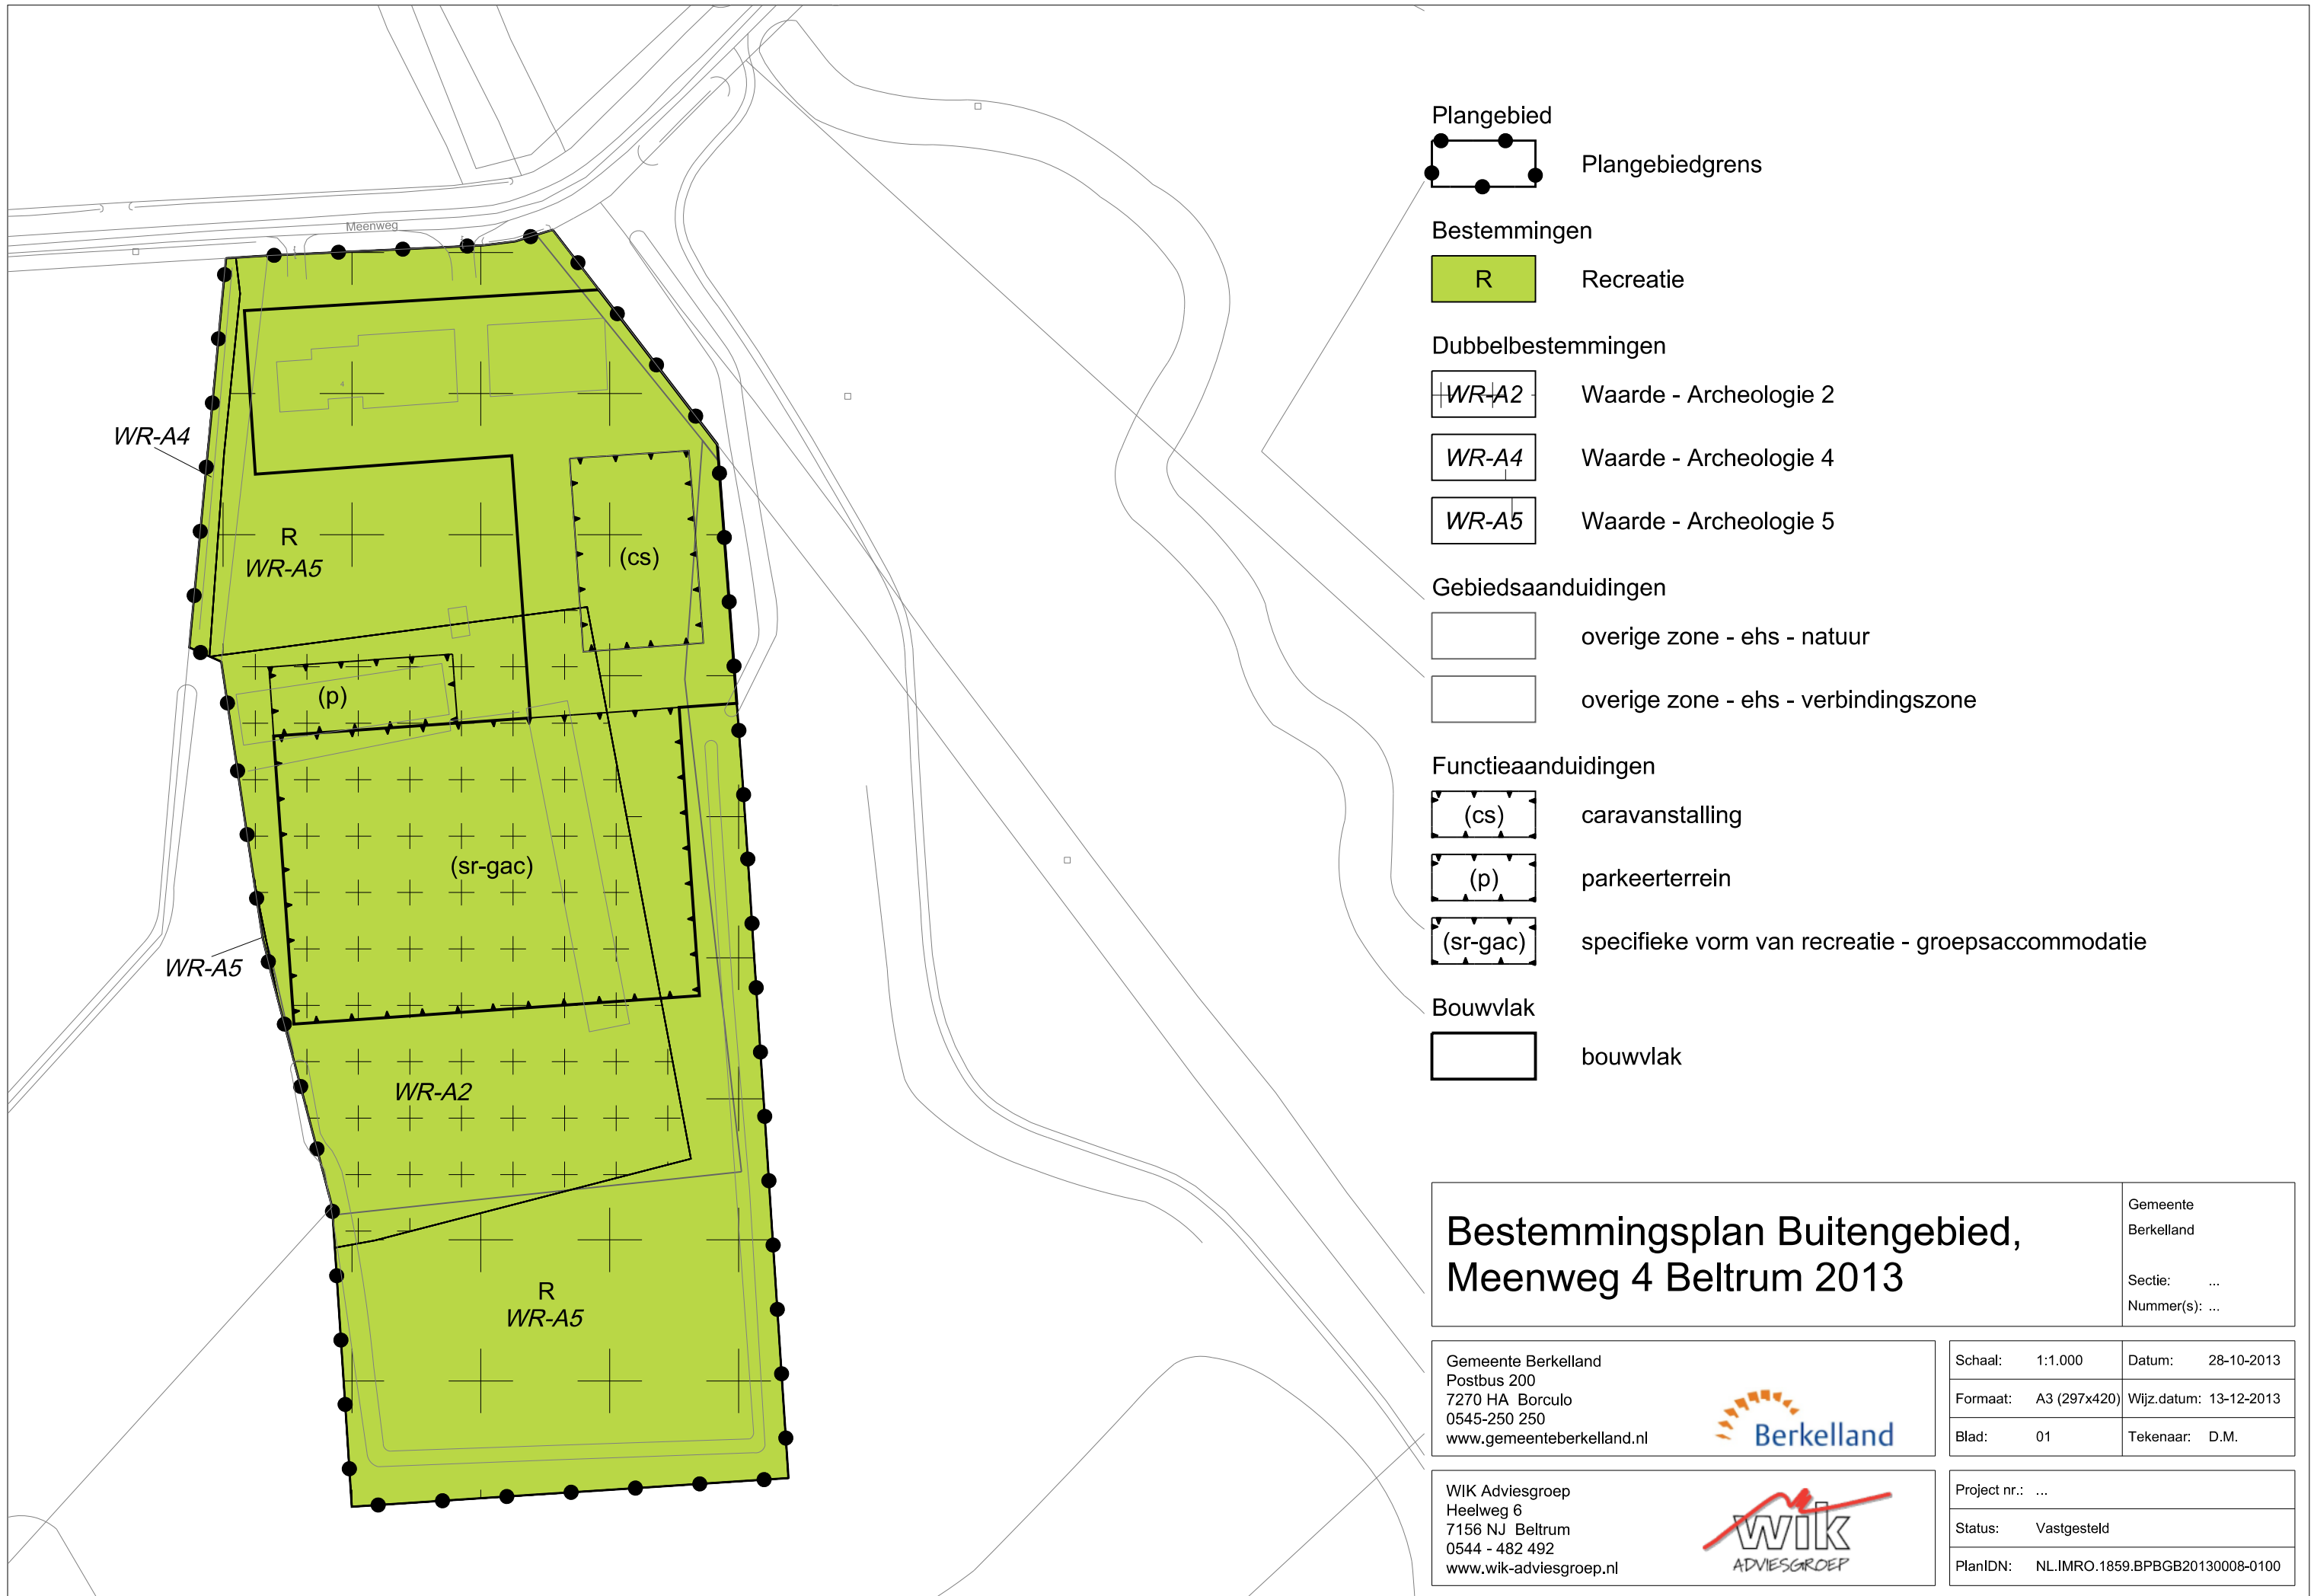 Meenweg
4
WR-A4
R
WR-A5
(cs)
(p)
(sr-gac)
WR-A5
WR-A2
R
WR-A5
Plangebied
Plangebiedgrens
Bestemmingen
R Recreatie
Dubbelbestemmingen
WR-A2 Waarde - Archeologie 2
WR-A4 Waarde - Archeologie 4
WR-A5 Waarde - Archeologie 5
Gebiedsaanduidingen
overige zone - ehs - natuur
overige zone - ehs - verbindingszone
Functieaanduidingen
(cs) caravanstalling
(p) parkeerterrein
(sr-gac) specifieke vorm van recreatie - groepsaccommodatie
Bouwvlak
bouwvlak
Bestemmingsplan Buitengebied,
Meenweg 4 Beltrum 2013
Gemeente
Berkelland
Sectie: ...
Nummer(s): ...
Gemeente Berkelland
Postbus 200
7270 HA Borculo
0545-250 250
www.gemeenteberkelland.nl
Berkelland
Schaal: 1:1.000 Datum: 28-10-2013
Formaat: A3 (297x420) Wijz.datum: 13-12-2013
Blad: 01 Tekenaar: D.M.
WIK Adviesgroep
Heelweg 6
7156 NJ Beltrum
0544 - 482 492
www.wik-adviesgroep.nl
wik
ADVIESGROEP
Project nr.: ...
Status: Vastgesteld
PlanIDN: NL.IMRO.1859.BPBGB20130008-0100